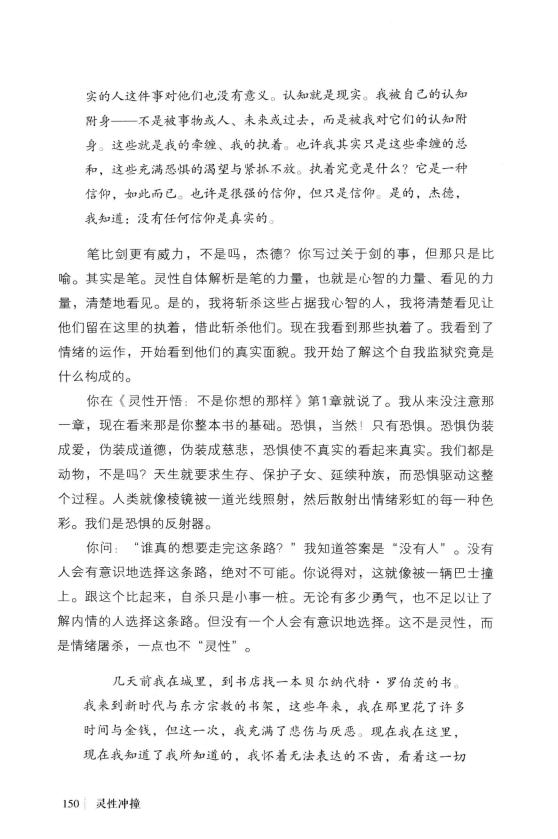 实的人这件事对他们也没有意义。认知就是现实。我被自己的认知
附身——不是被事物或人、未来或过去，而是被我对它们的认知附
身。这些就是我的牵缠、我的执着。也许我其实只是这些牵缠的总
和，这些充满恐惧的渴望与紧抓不放。执着究竟是什么？它是一种
信仰，如此而已。也许是很强的信仰，但只是信仰。是的，杰德，
我知道：没有任何信仰是真实的。
笔比剑更有威力，不是吗，杰德？你写过关于剑的事，但那只是比
喻。其实是笔。灵性自体解析是笔的力量，也就是心智的力量、看见的力
量，清楚地看见。是的，我将斩杀这些占据我心智的人，我将清楚看见让
他们留在这里的执着，借此斩杀他们。现在我看到那些执着了。我看到了
情绪的运作，开始看到他们的真实面貌。我开始了解这个自我监狱究竟是
什么构成的。
你在《灵性开悟：不是你想的那样》第1章就说了。我从来没注意那
一章，现在看来那是你整本书的基础。恐惧，当然！只有恐惧。恐惧伪装
成爱，伪装成道德，伪装成慈悲，恐惧使不真实的看起来真实。我们都是
动物，不是吗？天生就要求生存、保护子女、延续种族，而恐惧驱动这整
个过程。人类就像棱镜被一道光线照射，然后散射出情绪彩虹的每一种色
彩。我们是恐惧的反射器。
你问：“谁真的想要走完这条路？”我知道答案是“没有人”。没有
人会有意识地选择这条路，绝对不可能。你说得对，这就像被一辆巴士撞
上。跟这个比起来，自杀只是小事一桩。无论有多少勇气，也不足以让了
解内情的人选择这条路。但没有一个人会有意识地选择。这不是灵性，而
是情绪屠杀，一点也不“灵性”。
几天前我在城里，到书店找一本贝尔纳代特·罗伯茨的书。
我来到新时代与东方宗教的书架，这些年来，我在那里花了许多
时间与金钱，但这一次，我充满了悲伤与厌恶。现在我在这里，
现在我知道了我所知道的，我怀着无法表达的不齿，看着这一切
150 灵性冲撞